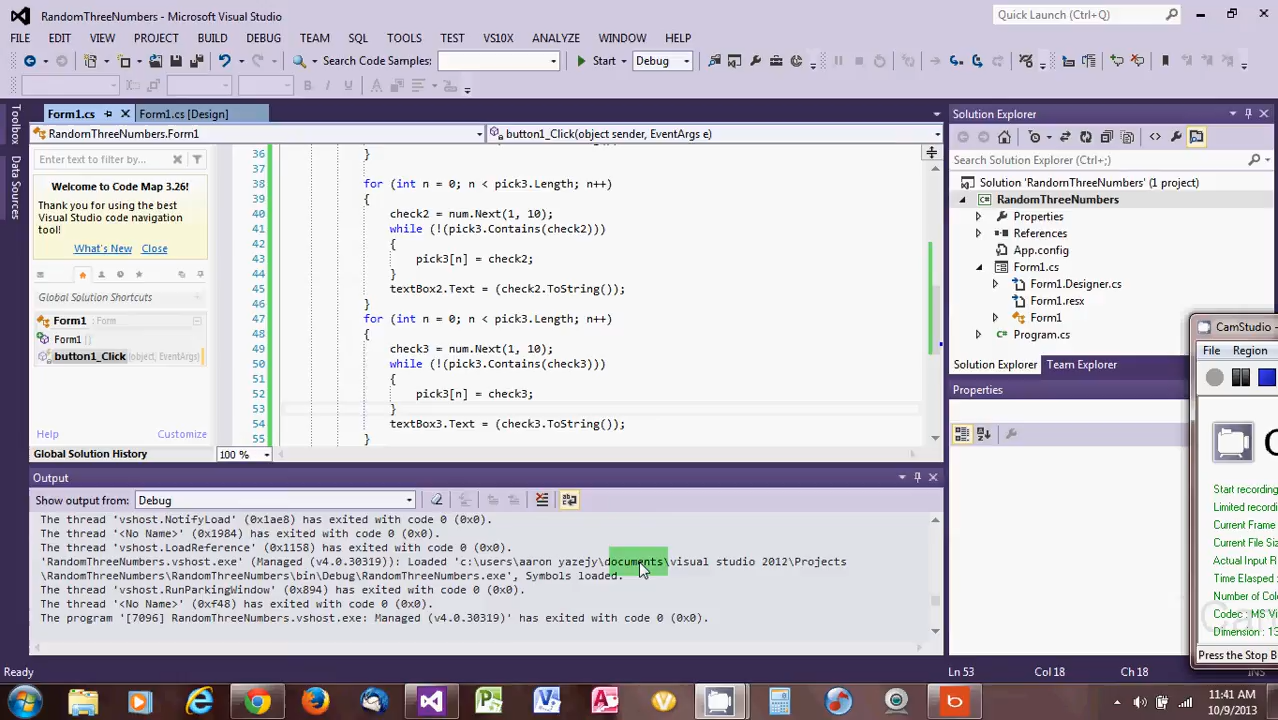 RandomThreeNumbers - Microsoft Visual Studio
Quick Launch (Ctrl+Q)
FILE EDIT VIEW PROJECT BUILD DEBUG TEAM SQL TOOLS TEST VS10X ANALYZE WINDOW HELP
Search Code Samples: Start Debug
Form1.cs Form1.cs [Design]
RandomThreeNumbers.Form1
button1_Click(object sender, EventArgs e)
Toolbox
Data Sources
Enter text to filter by...
Welcome to Code Map 3.26!
Thank you for using the best
Visual Studio code navigation
tool!
What's New Close
Global Solution Shortcuts
Form1 : Form
Form1 []
button1_Click (object, EventArgs)
Help Customize
Global Solution History
36 }
37
38 for (int n = 0; n < pick3.Length; n++)
39 {
40 check2 = num.Next(1, 10);
41 while (!(pick3.Contains(check2)))
42 {
43 pick3[n] = check2;
44 }
45 textBox2.Text = (check2.ToString());
46 }
47 for (int n = 0; n < pick3.Length; n++)
48 {
49 check3 = num.Next(1, 10);
50 while (!(pick3.Contains(check3)))
51 {
52 pick3[n] = check3;
53 }
54 textBox3.Text = (check3.ToString());
55 }
100 %
Solution Explorer
Search Solution Explorer (Ctrl+;)
Solution 'RandomThreeNumbers' (1 project)
RandomThreeNumbers
Properties
References
App.config
Form1.cs
Form1.Designer.cs
Form1.resx
Form1
Program.cs
Solution Explorer Team Explorer
Properties
CamStudio
File Region
Start recording
Limited recording
Current Frame
Current File Size
Actual Input R
Time Elapsed
Number of Colo
Codec : MS Vi
Dimension : 13
Press the Stop B
Output
Show output from: Debug
The thread 'vshost.NotifyLoad' (0x1ae8) has exited with code 0 (0x0).
The thread '<No Name>' (0x1984) has exited with code 0 (0x0).
The thread 'vshost.LoadReference' (0x1158) has exited with code 0 (0x0).
'RandomThreeNumbers.vshost.exe' (Managed (v4.0.30319)): Loaded 'c:\users\aaron yazejy\documents\visual studio 2012\Projects
\RandomThreeNumbers\RandomThreeNumbers\bin\Debug\RandomThreeNumbers.exe', Symbols loaded.
The thread 'vshost.RunParkingWindow' (0x894) has exited with code 0 (0x0).
The thread '<No Name>' (0xf48) has exited with code 0 (0x0).
The program '[7096] RandomThreeNumbers.vshost.exe: Managed (v4.0.30319)' has exited with code 0 (0x0).
Ready Ln 53 Col 18 Ch 18 INS
11:41 AM
10/9/2013